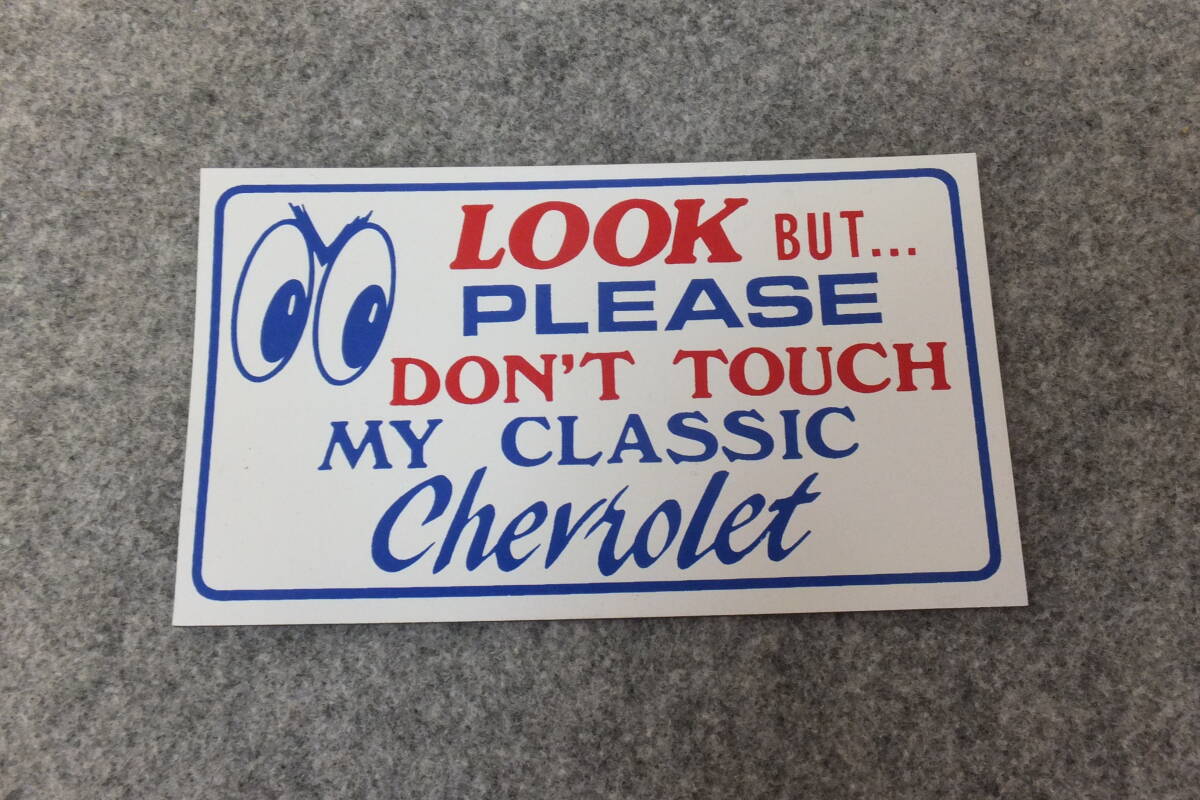 LOOK BUT...
PLEASE
DON'T TOUCH
MY CLASSIC
Chevrolet